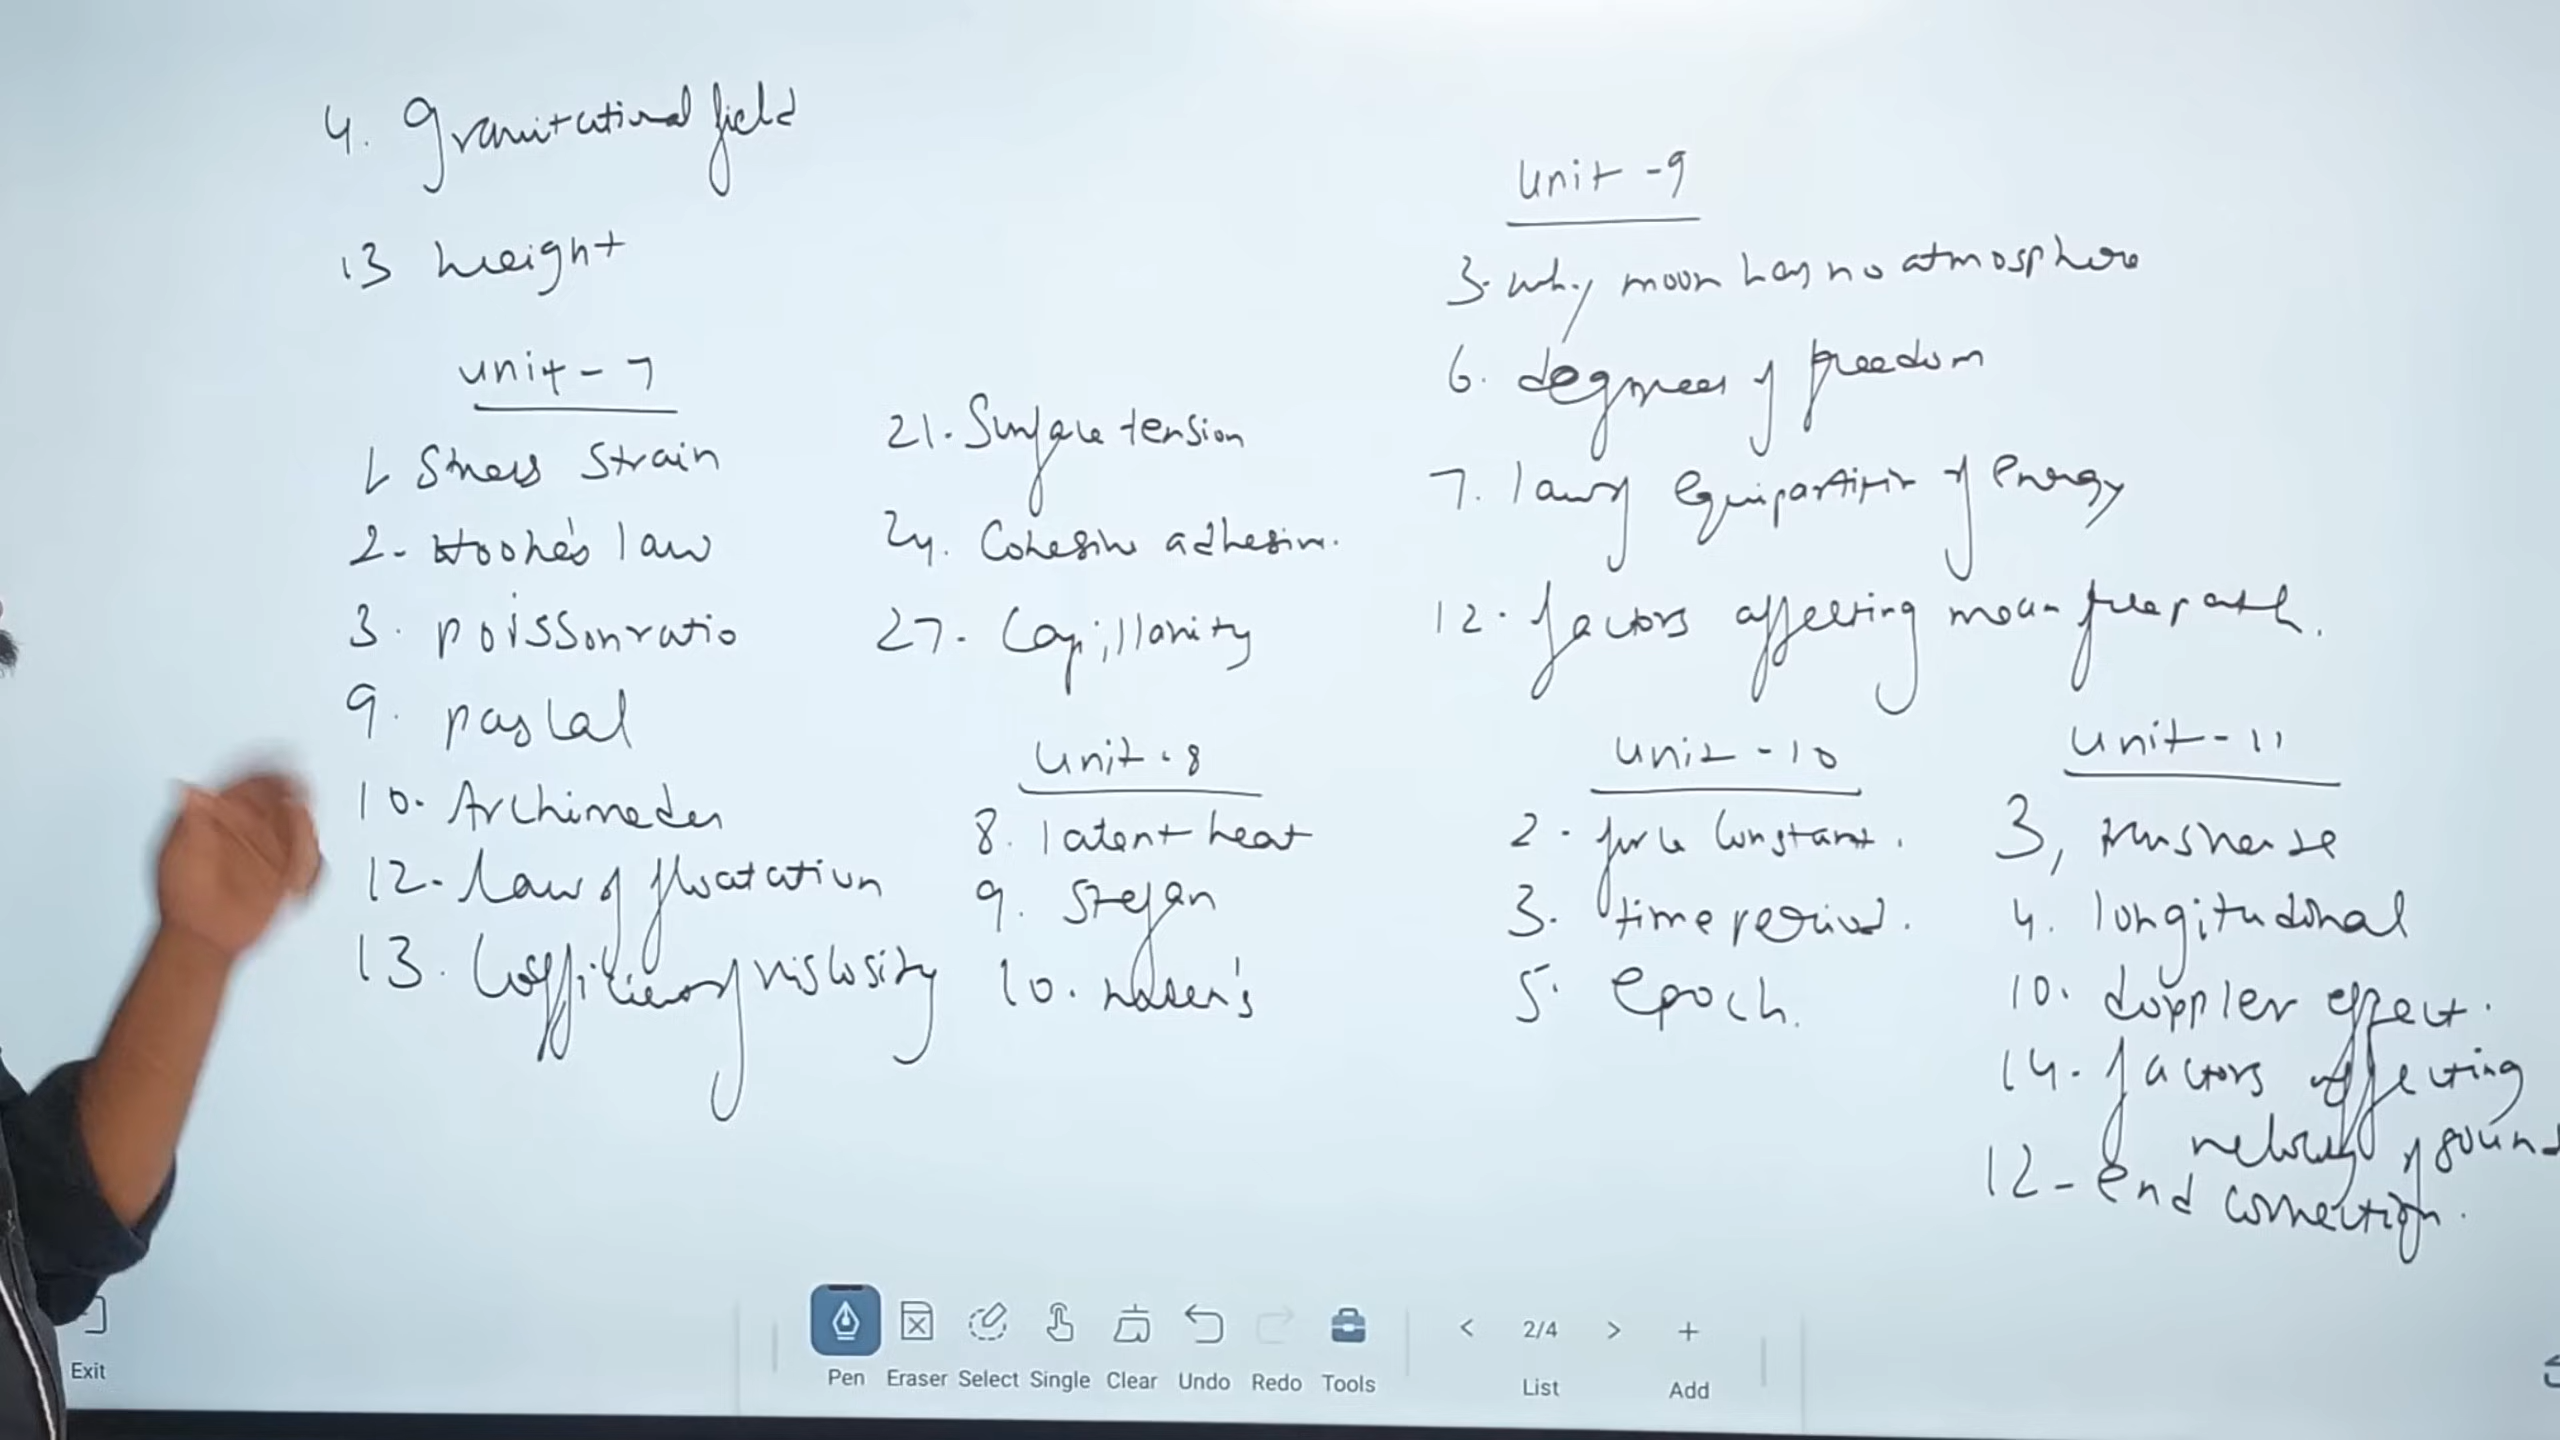 4. Gravitational field
13 height
unit - 7
1. Stress Strain
2- Hooke's law
3. poisson ratio
9. pascal
10. Archimedes
12. Law of floatation
13. Coefficient of viscosity
21. Surface tension
24. Cohesive adhesive.
27. Capillarity
Unit - 8
8. latent heat
9. Stefan
10.
Unit - 9
3. why moon has no atmosphere
6. degrees of freedom
7. law of equipartition of energy
12. factors affecting mean free path.
unit - 10
2. force Constant.
3. time period.
5. epoch.
unit - 11
3, transverse
4. longitudinal
10. doppler effect.
14. factors affecting
velocity of sound
12- end correction.
Exit
Pen Eraser Select Single Clear Undo Redo Tools
< 2/4 > +
List Add